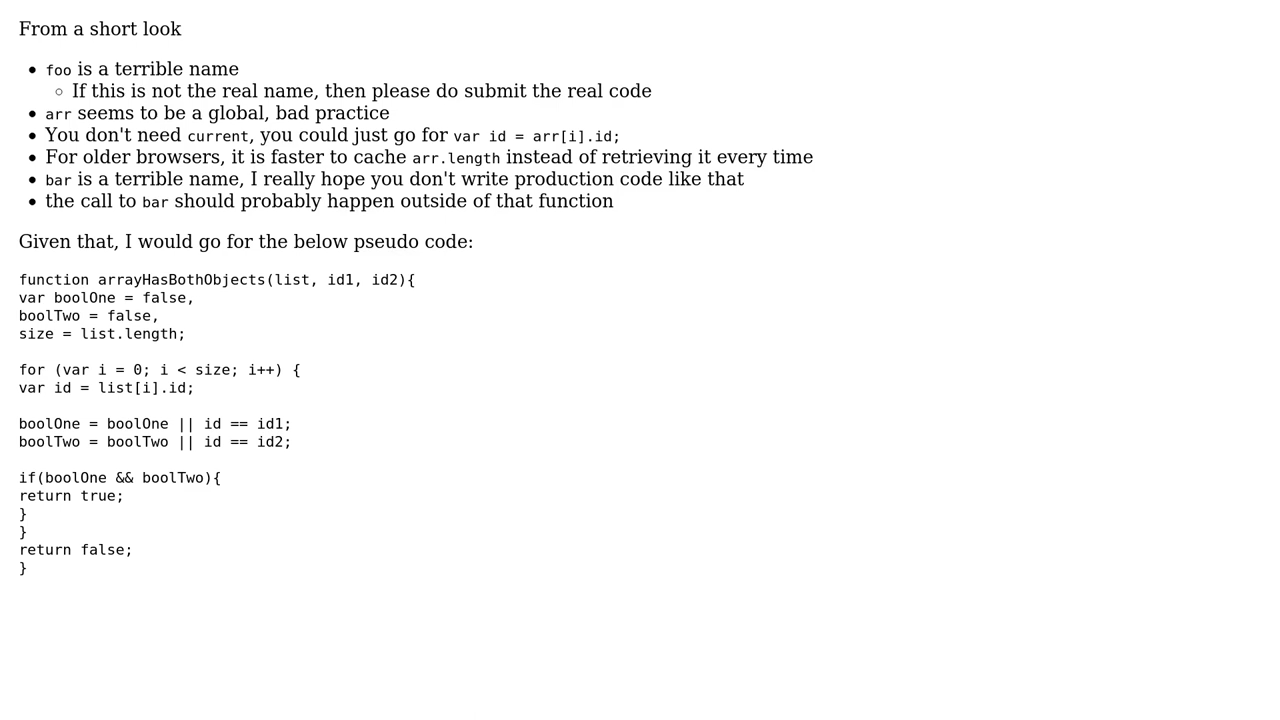 From a short look
• foo is a terrible name
◦ If this is not the real name, then please do submit the real code
• arr seems to be a global, bad practice
• You don't need current, you could just go for var id = arr[i].id;
• For older browsers, it is faster to cache arr.length instead of retrieving it every time
• bar is a terrible name, I really hope you don't write production code like that
• the call to bar should probably happen outside of that function
Given that, I would go for the below pseudo code:
function arrayHasBothObjects(list, id1, id2){
var boolOne = false,
boolTwo = false,
size = list.length;
for (var i = 0; i < size; i++) {
var id = list[i].id;
boolOne = boolOne || id == id1;
boolTwo = boolTwo || id == id2;
if(boolOne && boolTwo){
return true;
}
}
return false;
}